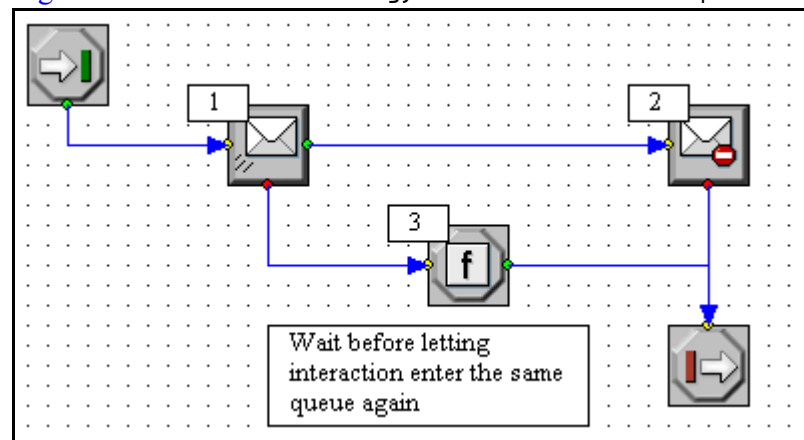 1
2
3
f
Wait before letting
interaction enter the same
queue again